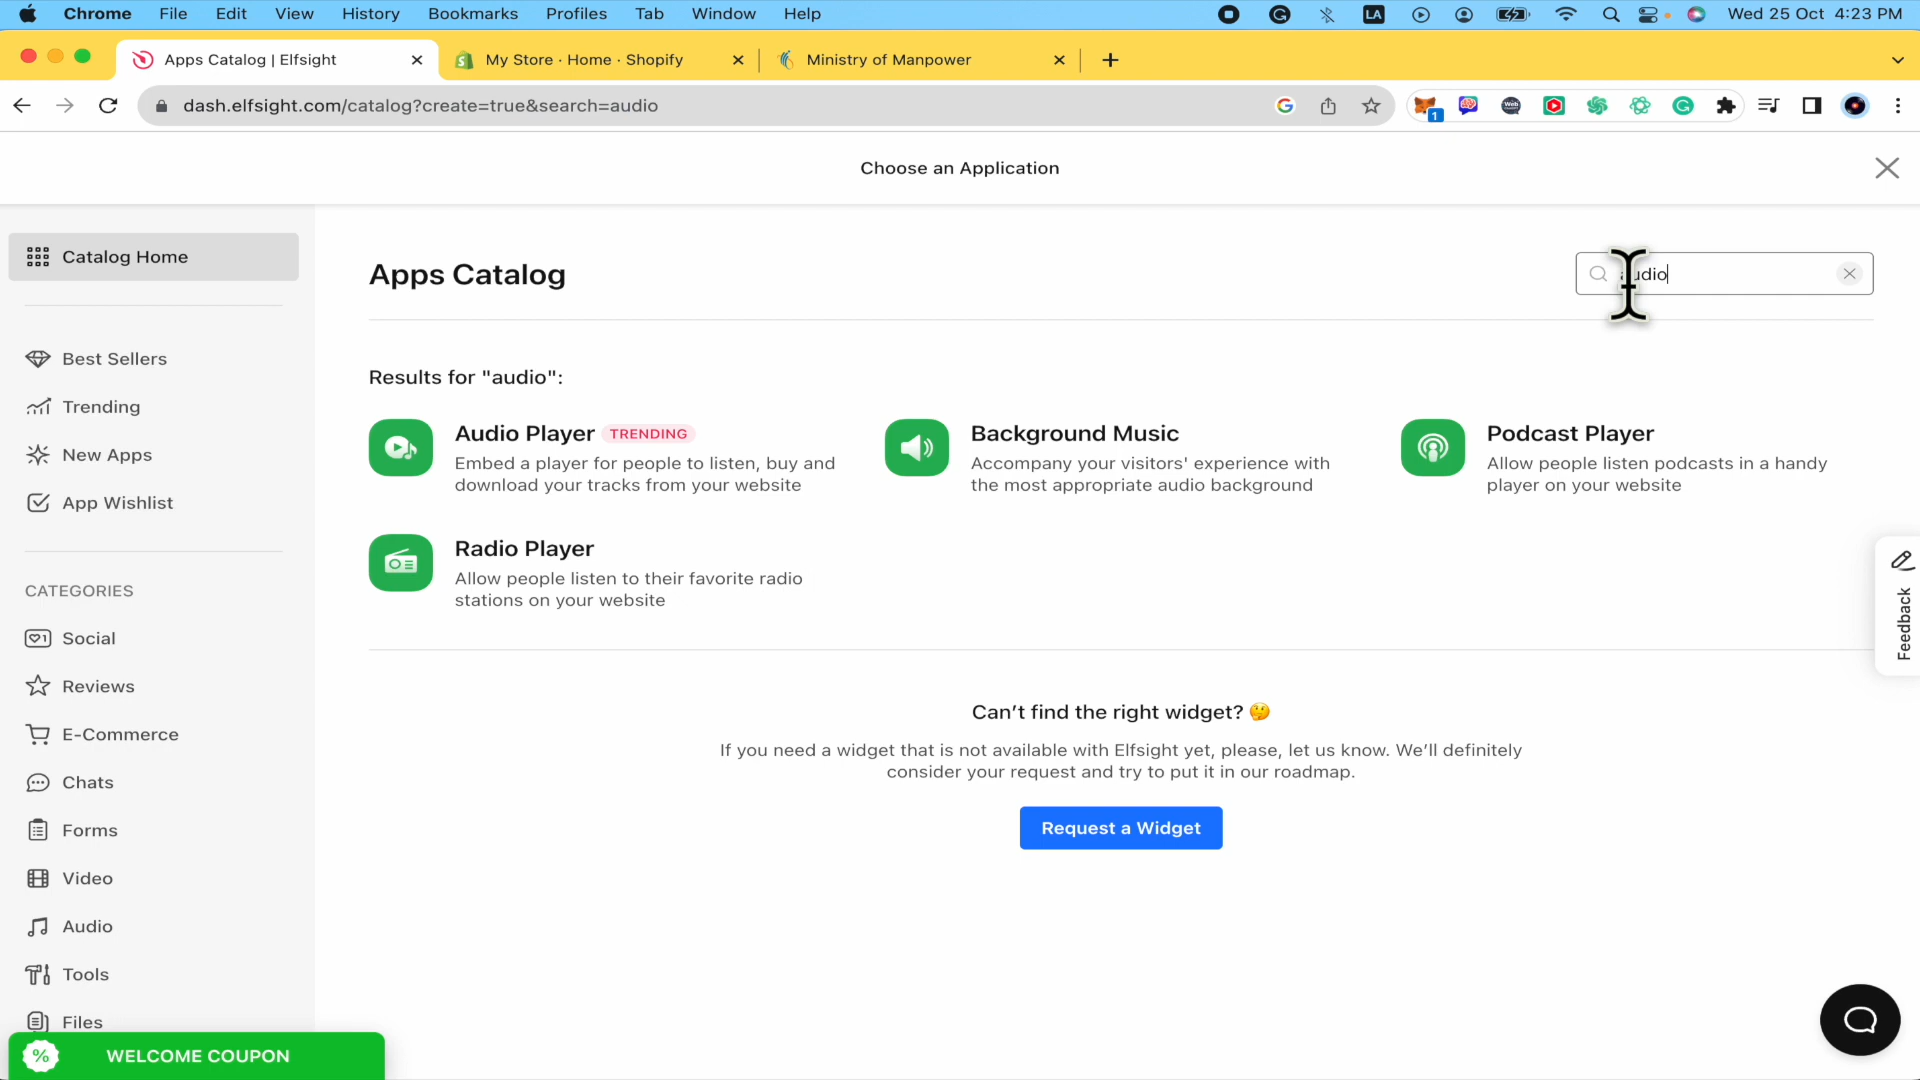 Chrome File Edit View History Bookmarks Profiles Tab Window Help
LA
Wed 25 Oct 4:23 PM
Apps Catalog | Elfsight
My Store · Home · Shopify
Ministry of Manpower
dash.elfsight.com/catalog?create=true&search=audio
1
Choose an Application
Catalog Home
Best Sellers
Trending
New Apps
App Wishlist
CATEGORIES
Social
Reviews
E-Commerce
Chats
Forms
Video
Audio
Tools
Files
WELCOME COUPON
Apps Catalog
audio
Results for "audio":
Audio Player TRENDING
Embed a player for people to listen, buy and
download your tracks from your website
Background Music
Accompany your visitors' experience with
the most appropriate audio background
Podcast Player
Allow people listen podcasts in a handy
player on your website
Radio Player
Allow people listen to their favorite radio
stations on your website
Can't find the right widget? 🤔
If you need a widget that is not available with Elfsight yet, please, let us know. We'll definitely
consider your request and try to put it in our roadmap.
Request a Widget
Feedback